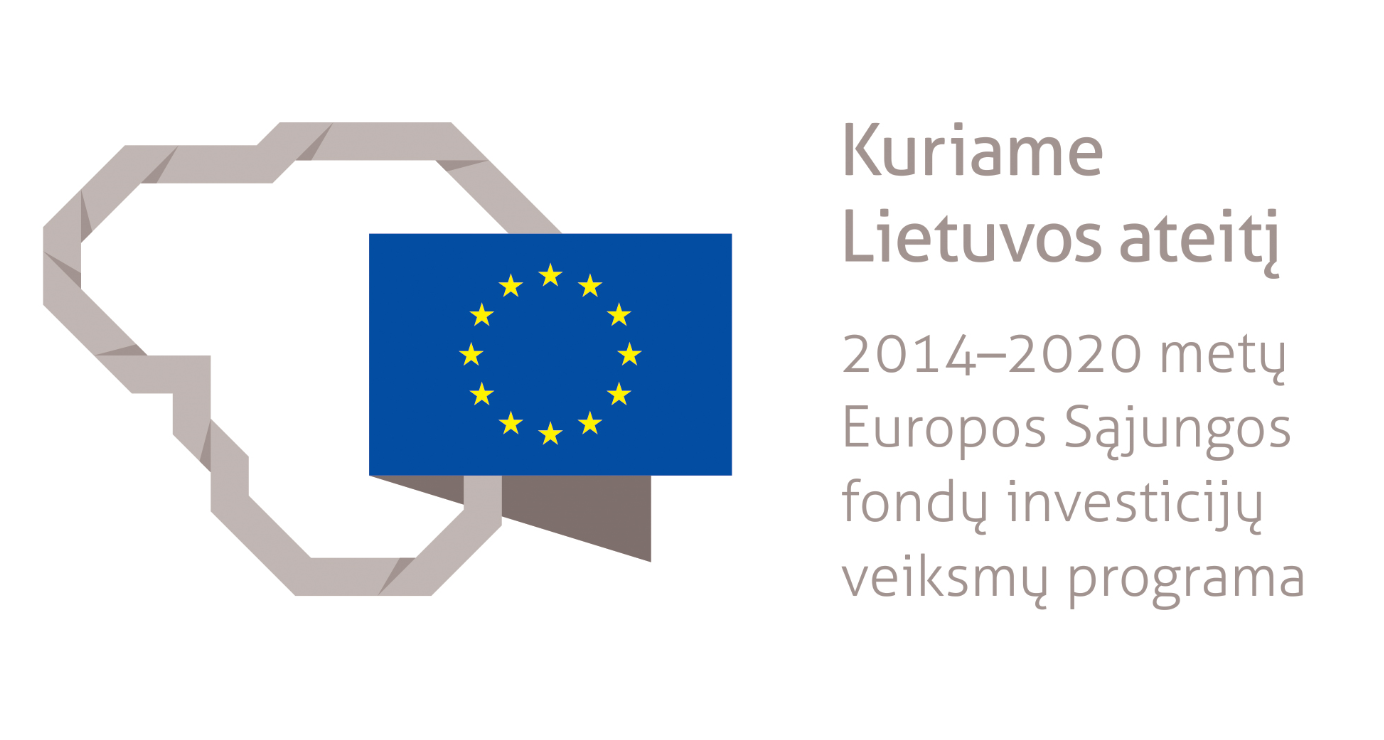 Kuriame
Lietuvos ateitį
2014–2020 metų
Europos Sąjungos
fondų investicijų
veiksmų programa